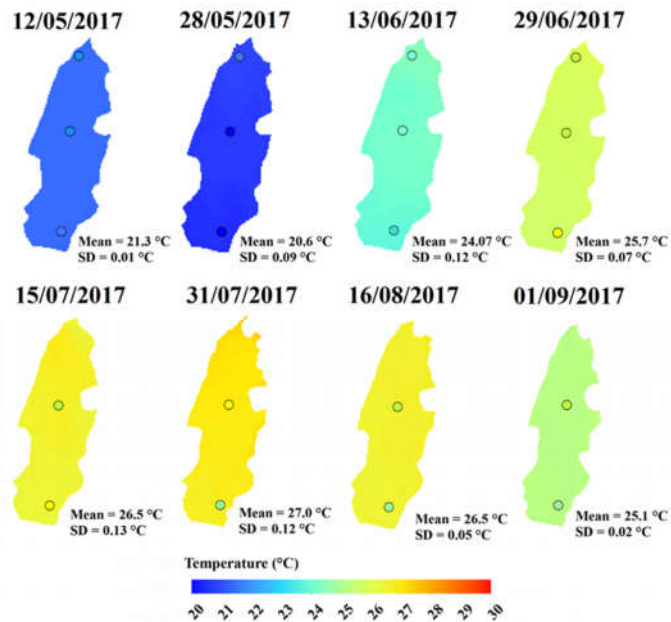 12/05/2017 28/05/2017 13/06/2017 29/06/2017
Mean = 21.3 °C
SD = 0.01 °C
Mean = 20.6 °C
SD = 0.09 °C
Mean = 24.07 °C
SD = 0.12 °C
Mean = 25.7 °C
SD = 0.07 °C
15/07/2017 31/07/2017 16/08/2017 01/09/2017
Mean = 26.5 °C
SD = 0.13 °C
Mean = 27.0 °C
SD = 0.12 °C
Mean = 26.5 °C
SD = 0.05 °C
Mean = 25.1 °C
SD = 0.02 °C
Temperature (°C)
20 21 22 23 24 25 26 27 28 29 30